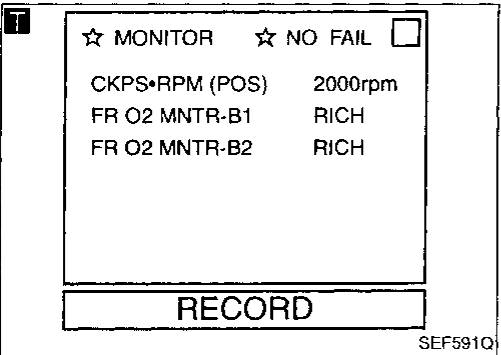 T
☆ MONITOR ☆ NO FAIL
CKPS•RPM (POS) 2000rpm
FR O2 MNTR-B1 RICH
FR O2 MNTR-B2 RICH
RECORD
SEF591Q